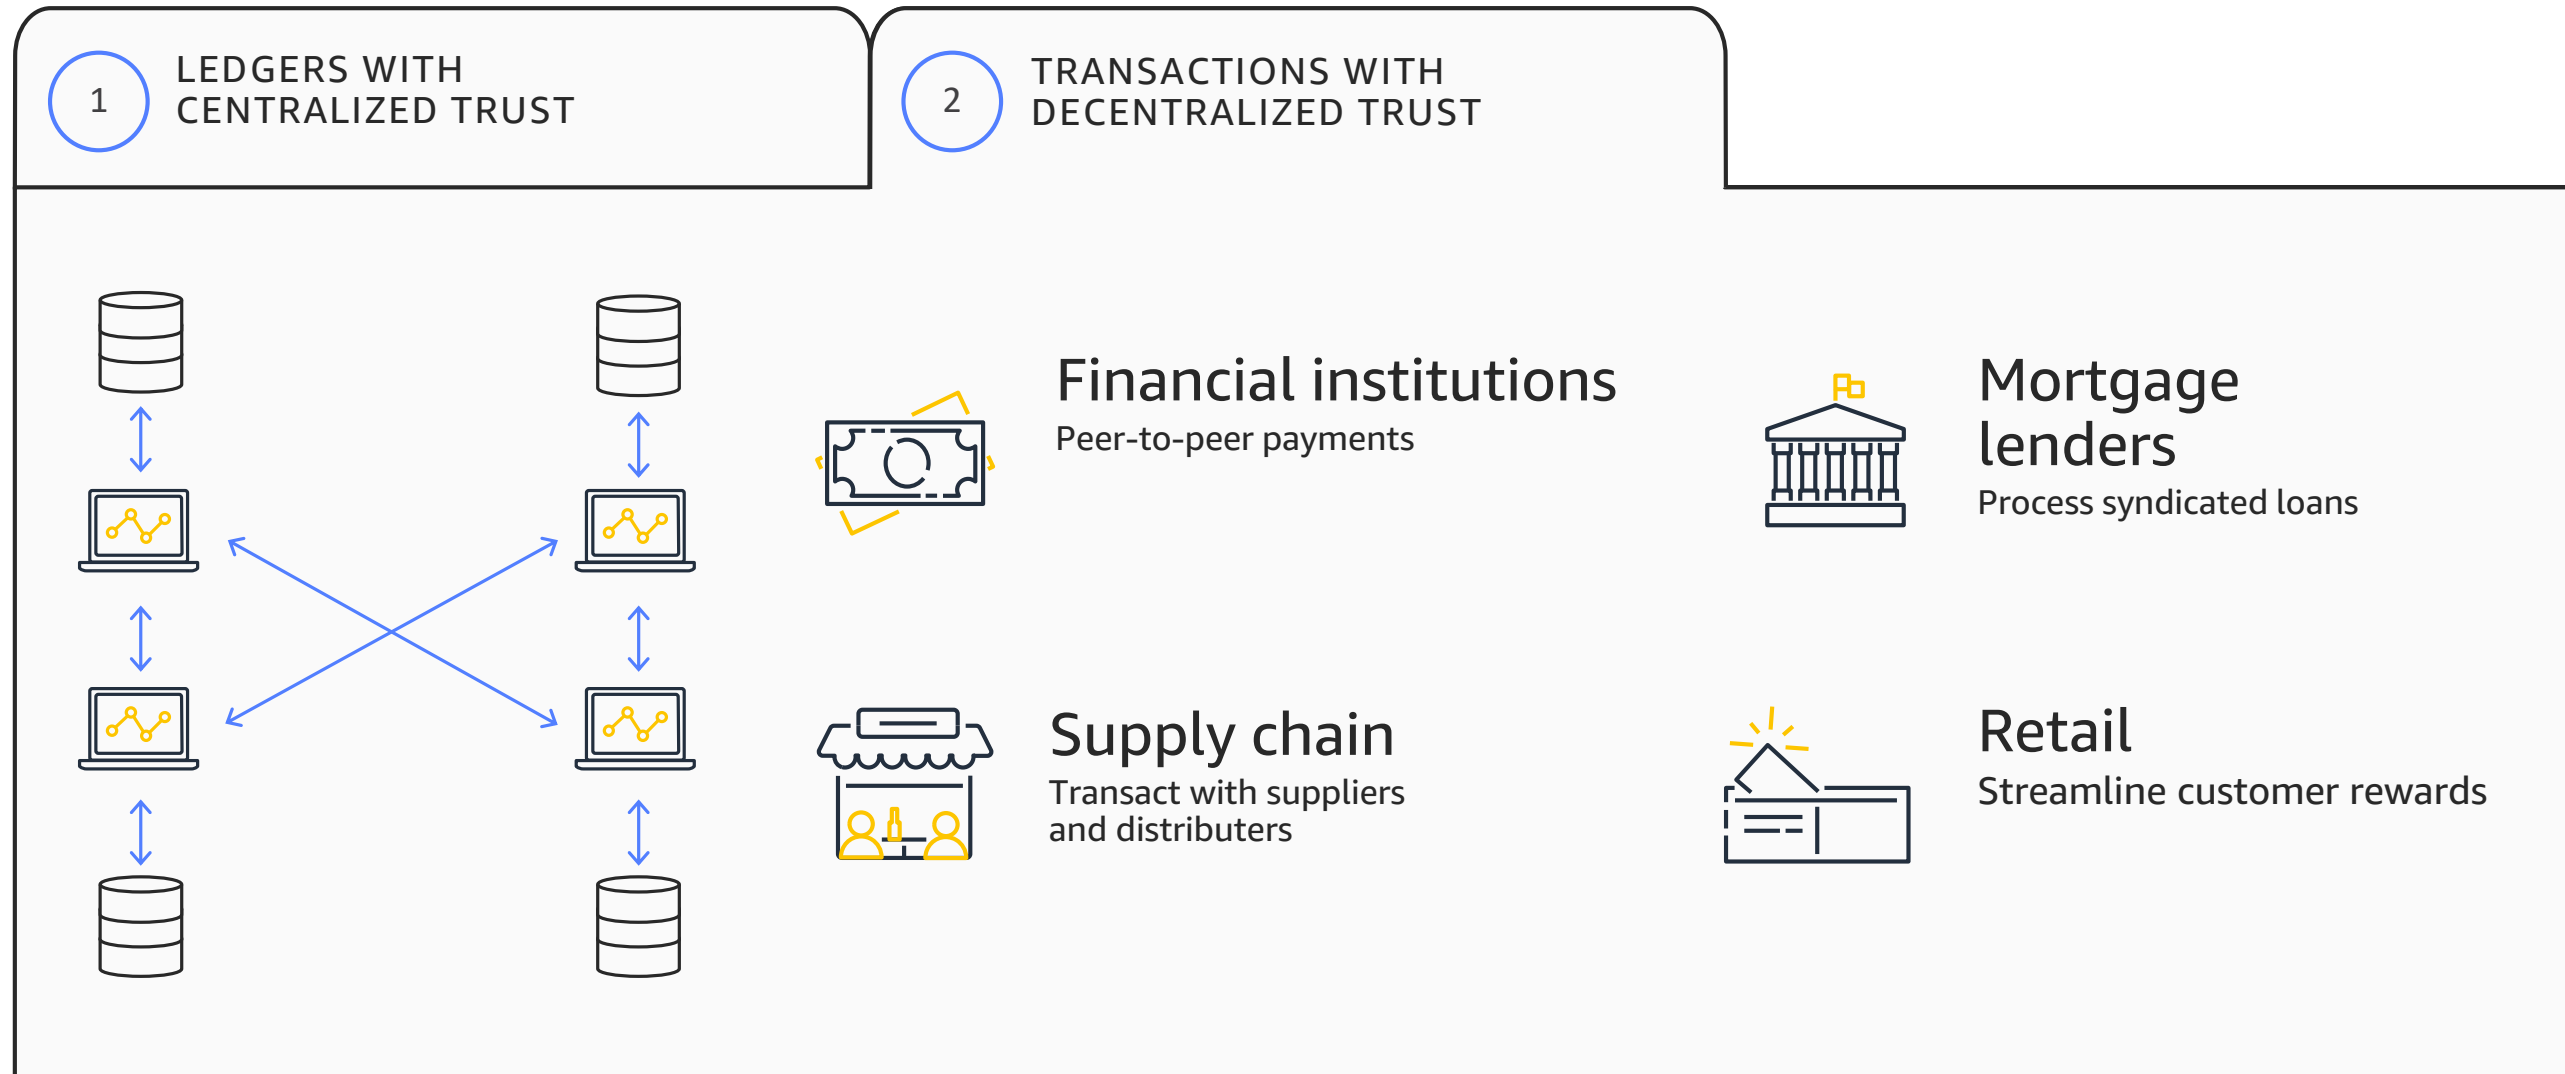 1
LEDGERS WITH
CENTRALIZED TRUST
2
TRANSACTIONS WITH
DECENTRALIZED TRUST
Financial institutions
Peer-to-peer payments
Mortgage
lenders
Process syndicated loans
Supply chain
Transact with suppliers
and distributers
Retail
Streamline customer rewards